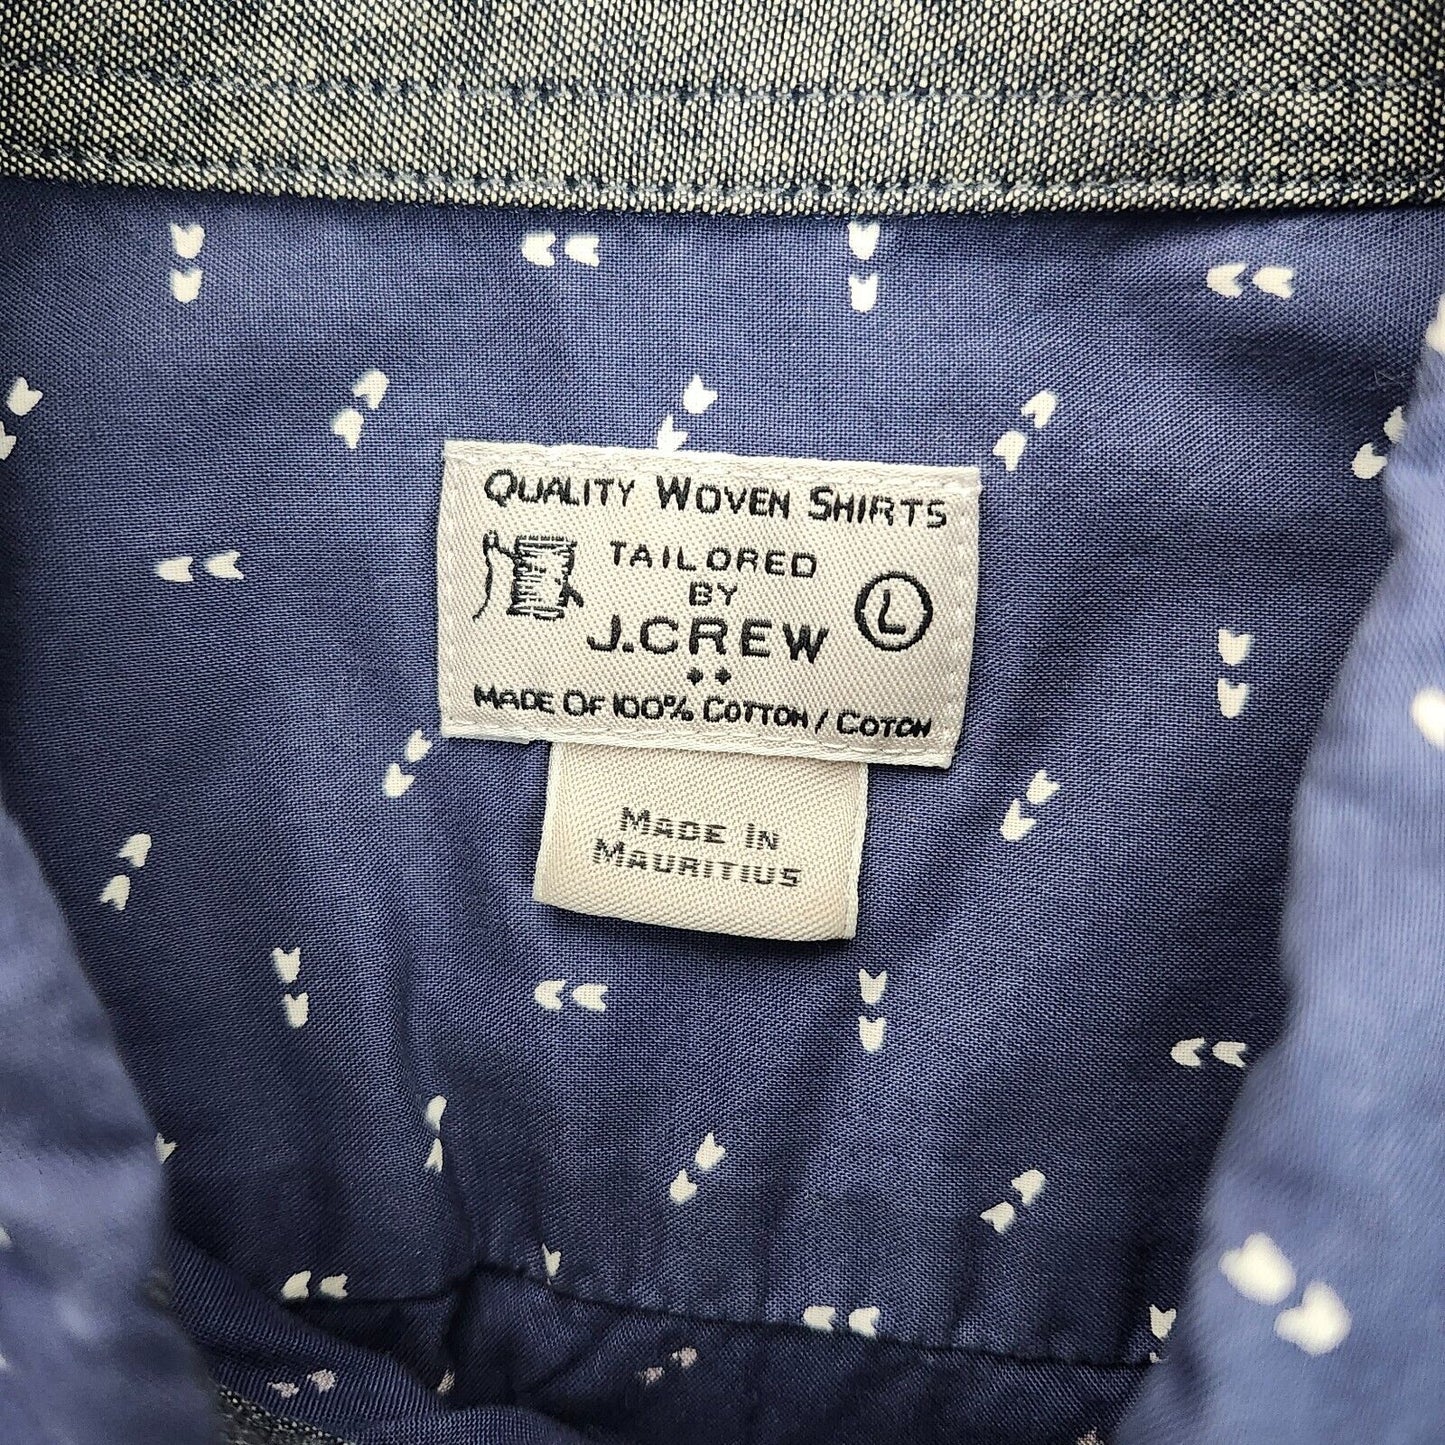 QUALITY WOVEN SHIRTS
TAILORED
BY
J.CREW
L
MADE OF 100% COTTON / COTON
MADE IN
MAURITIUS